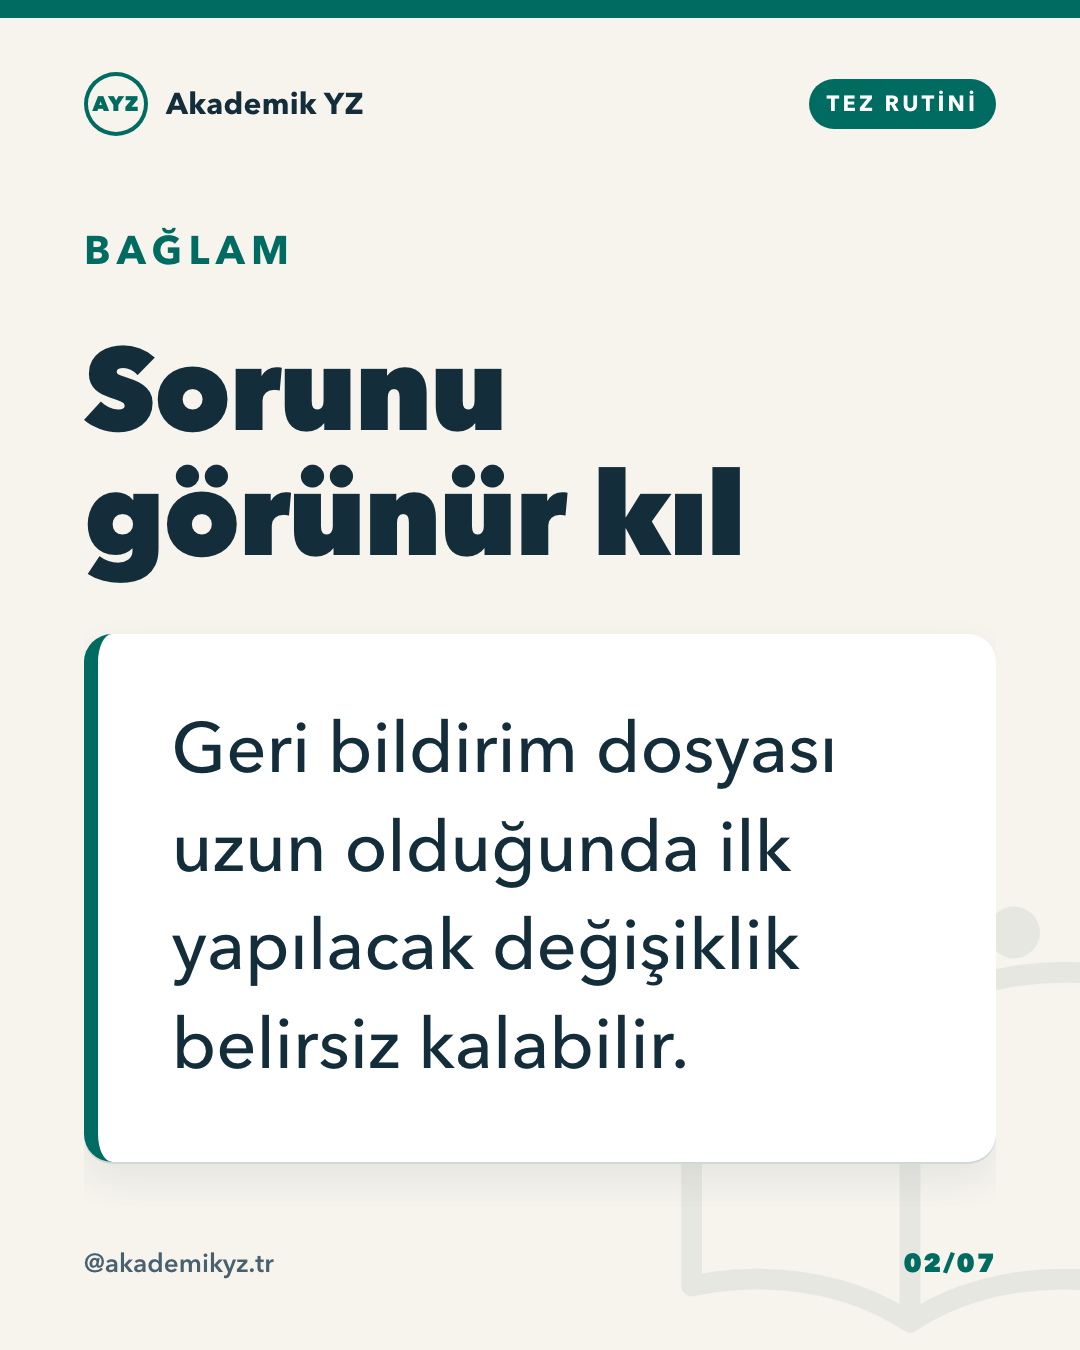 AYZ
Akademik YZ
TEZ RUTİNİ
BAĞLAM
Sorunu
görünür kıl
Geri bildirim dosyası
uzun olduğunda ilk
yapılacak değişiklik
belirsiz kalabilir.
@akademikyz.tr
02/07